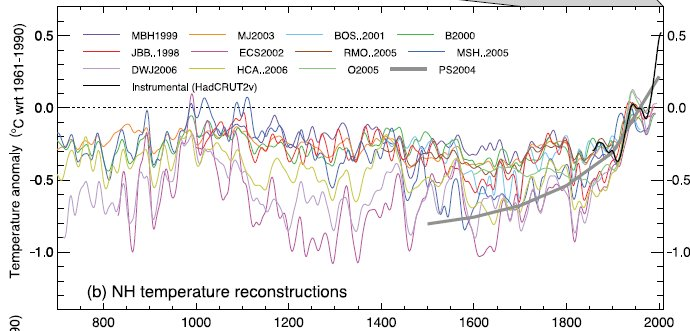 0.5
0.5
MBH1999 MJ2003 BOS..2001 B2000
JBB..1998 ECS2002 RMO..2005 MSH..2005
DWJ2006 HCA..2006 O2005 PS2004
Instrumental (HadCRUT2v)
0.0
0.0
-0.5
-0.5
-1.0
-1.0
Temperature anomaly (°C wrt 1961-1990)
(b) NH temperature reconstructions
800 1000 1200 1400 1600 1800 2000
90)